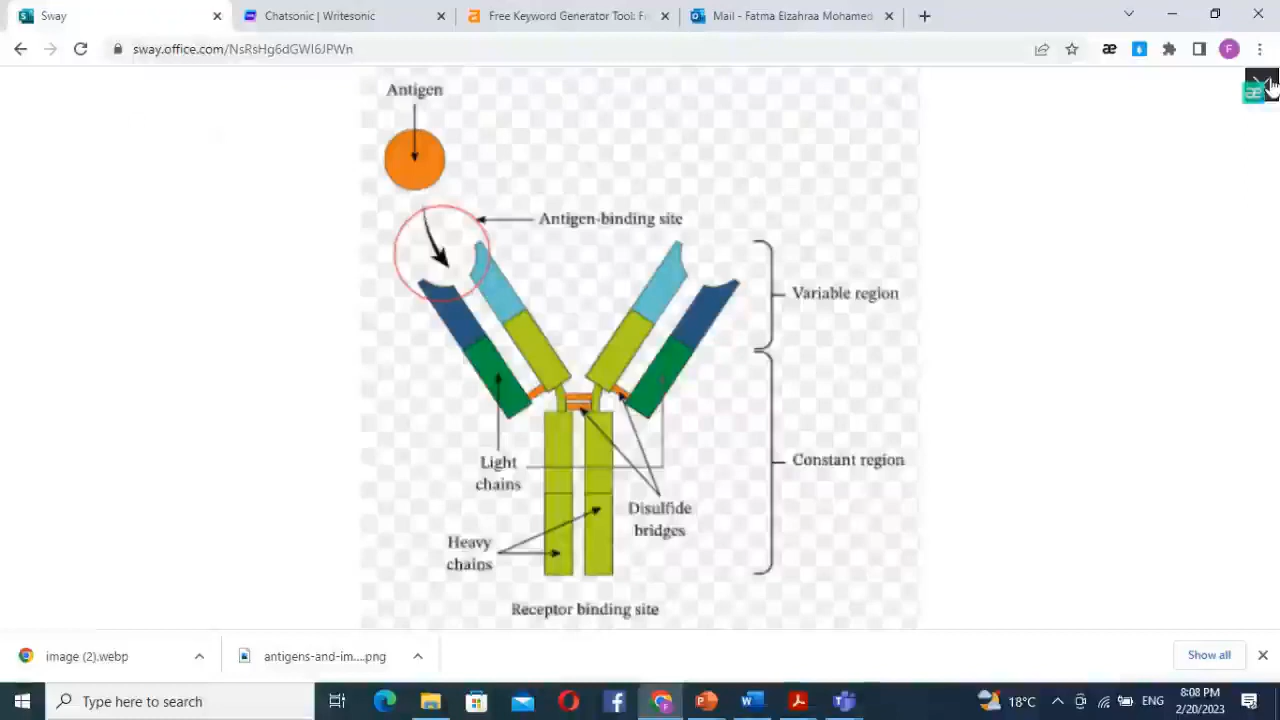 Sway
Chatsonic | Writesonic
Free Keyword Generator Tool: Fr
Mail - Fatma Elzahraa Mohamed
sway.office.com/NsRsHg6dGWI6JPWn
æ
F
æ
Antigen
Antigen-binding site
Variable region
Constant region
Light
chains
Disulfide
bridges
Heavy
chains
Receptor binding site
image (2).webp
antigens-and-im....png
Show all
Type here to search
18°C
ENG
8:08 PM
2/20/2023